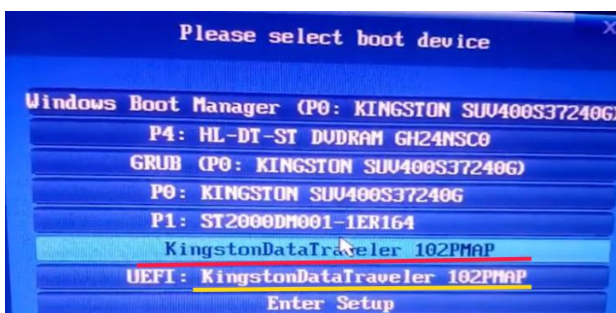 Please select boot device
Windows Boot Manager (P0: KINGSTON SUV400S37240G)
P4: HL-DT-ST DVDRAM GH24NSC0
GRUB (P0: KINGSTON SUV400S37240G)
P0: KINGSTON SUV400S37240G
P1: ST2000DM001-1ER164
KingstonDataTraveler 102PMAP
UEFI: KingstonDataTraveler 102PMAP
Enter Setup